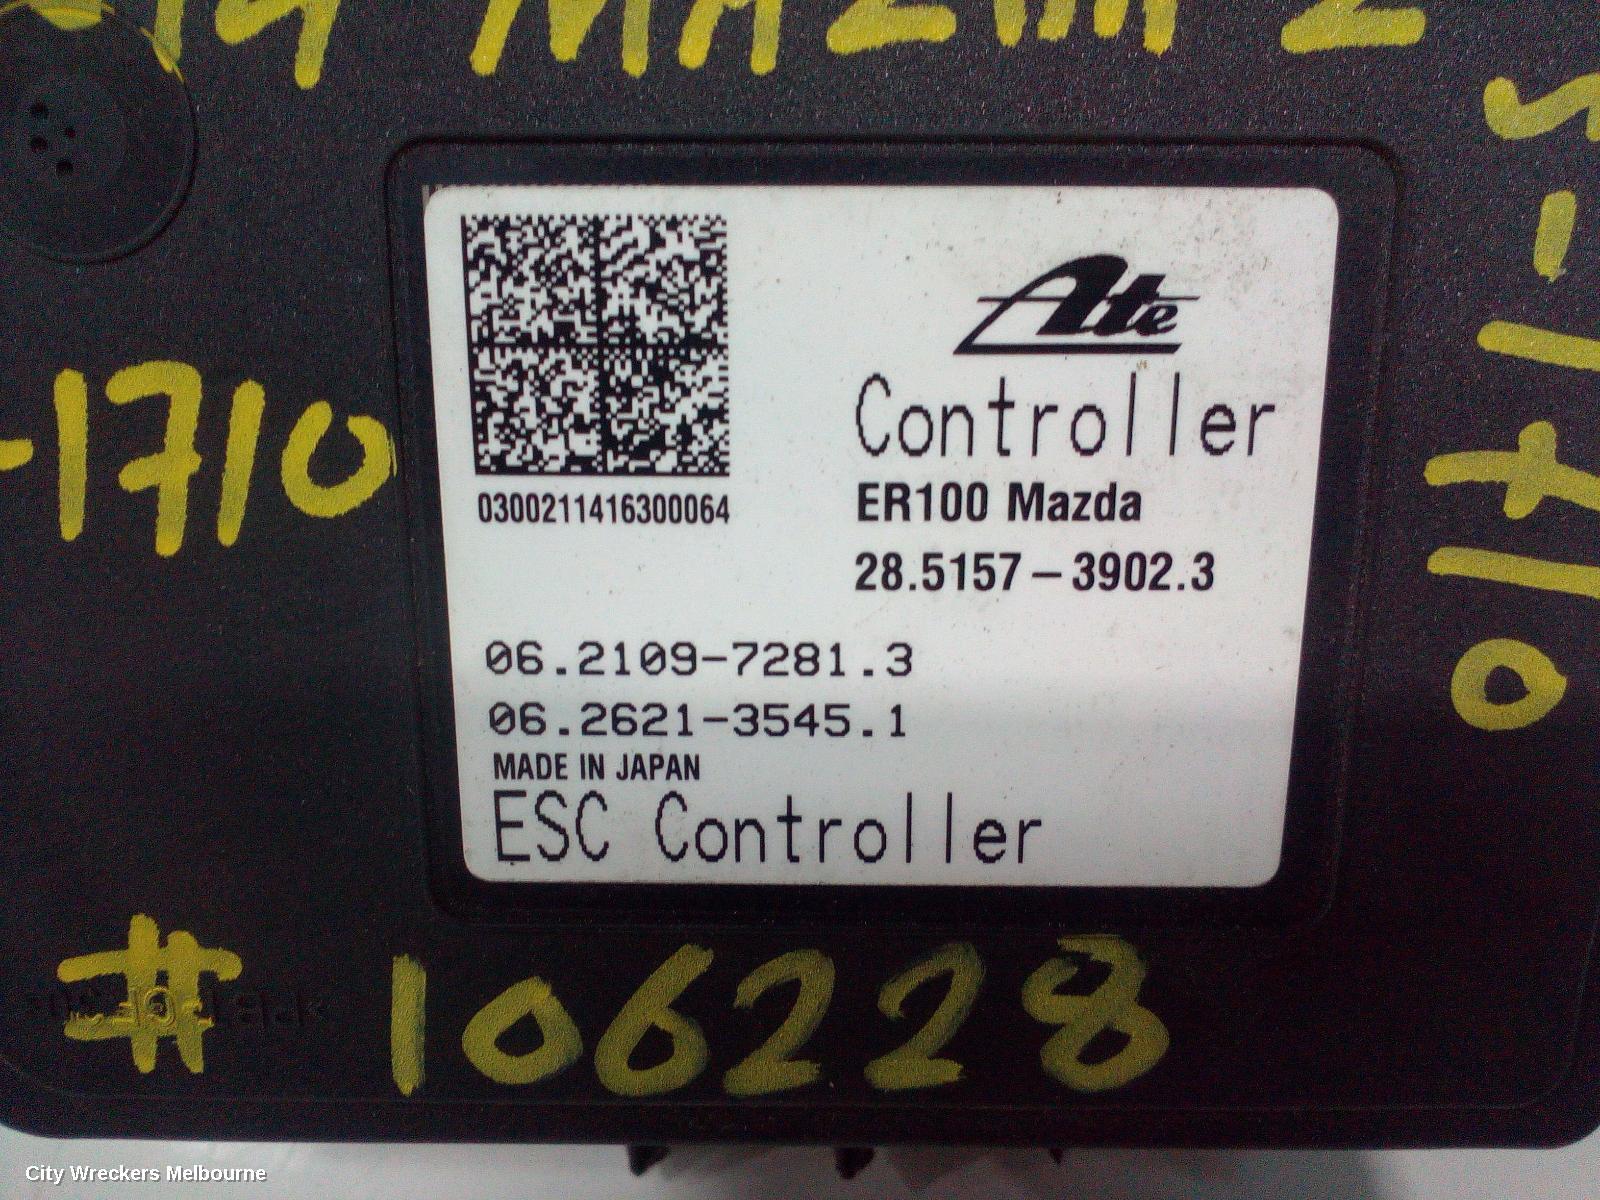 Ate
Controller
ER100 Mazda
28.5157-3902.3
0300211416300064
06.2109-7281.3
06.2621-3545.1
MADE IN JAPAN
ESC Controller
-1710
# 106228
City Wreckers Melbourne